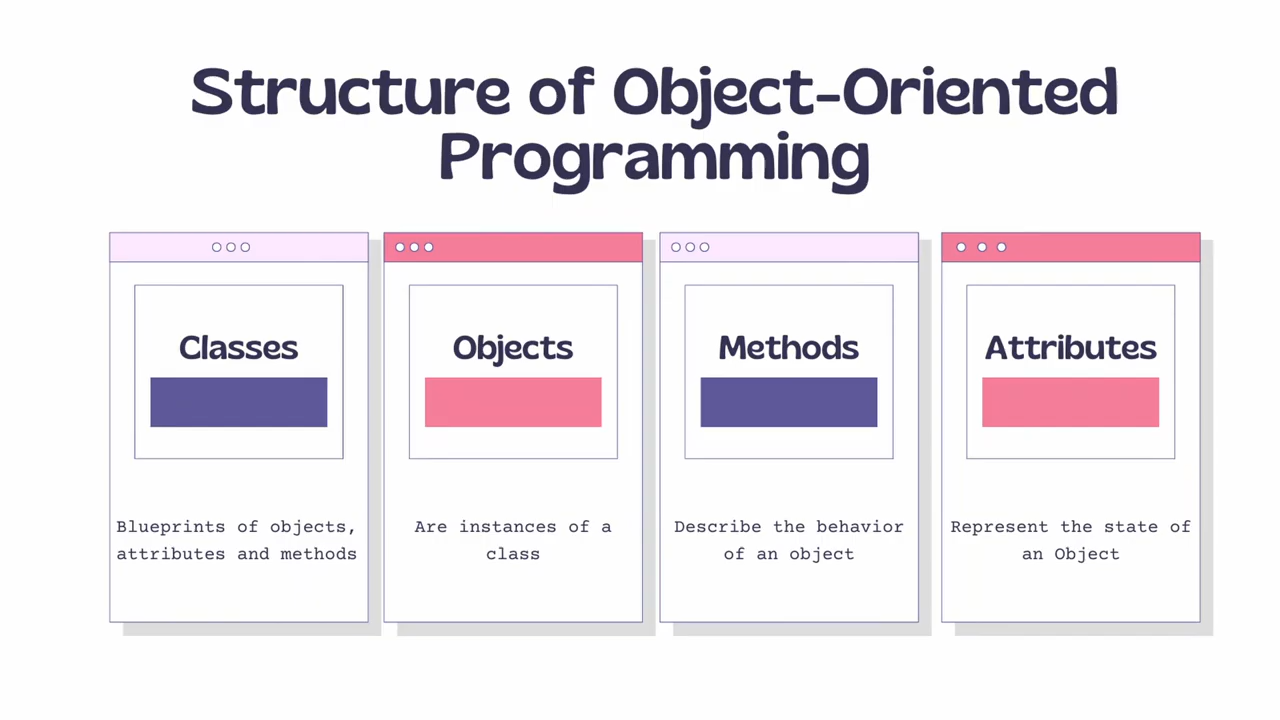 Structure of Object-Oriented
Programming
Classes
Blueprints of objects,
attributes and methods
Objects
Are instances of a
class
Methods
Describe the behavior
of an object
Attributes
Represent the state of
an Object